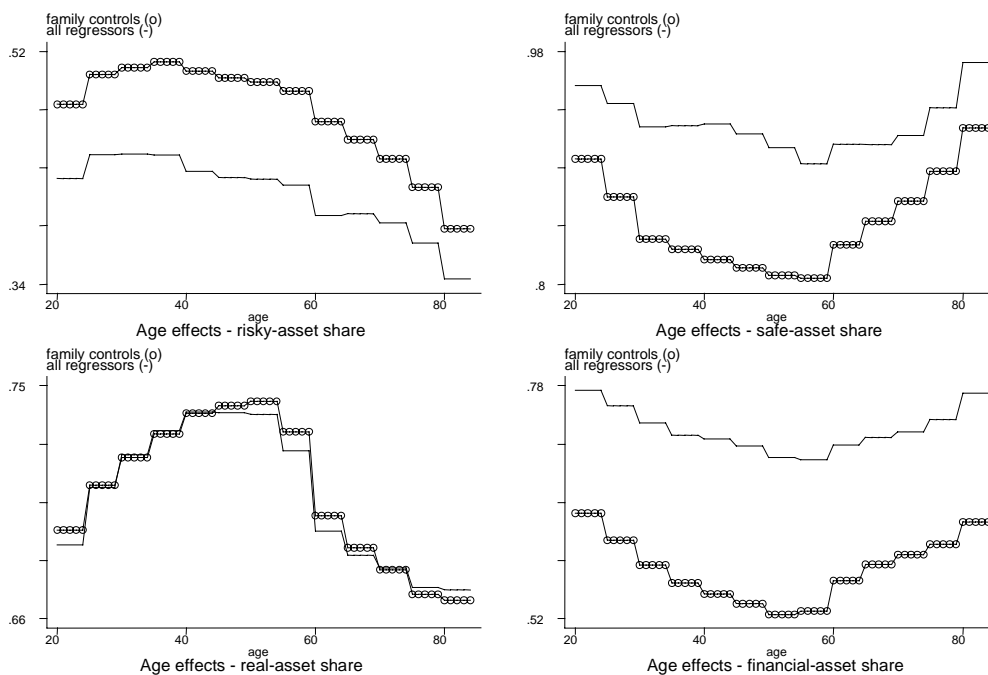 family controls (o)
all regressors (-)
.52
.34
20
40
60
80
age
Age effects - risky-asset share
family controls (o)
all regressors (-)
.98
.8
20
40
60
80
age
Age effects - safe-asset share
family controls (o)
all regressors (-)
.75
.66
20
40
60
80
age
Age effects - real-asset share
family controls (o)
all regressors (-)
.78
.52
20
40
60
80
age
Age effects - financial-asset share